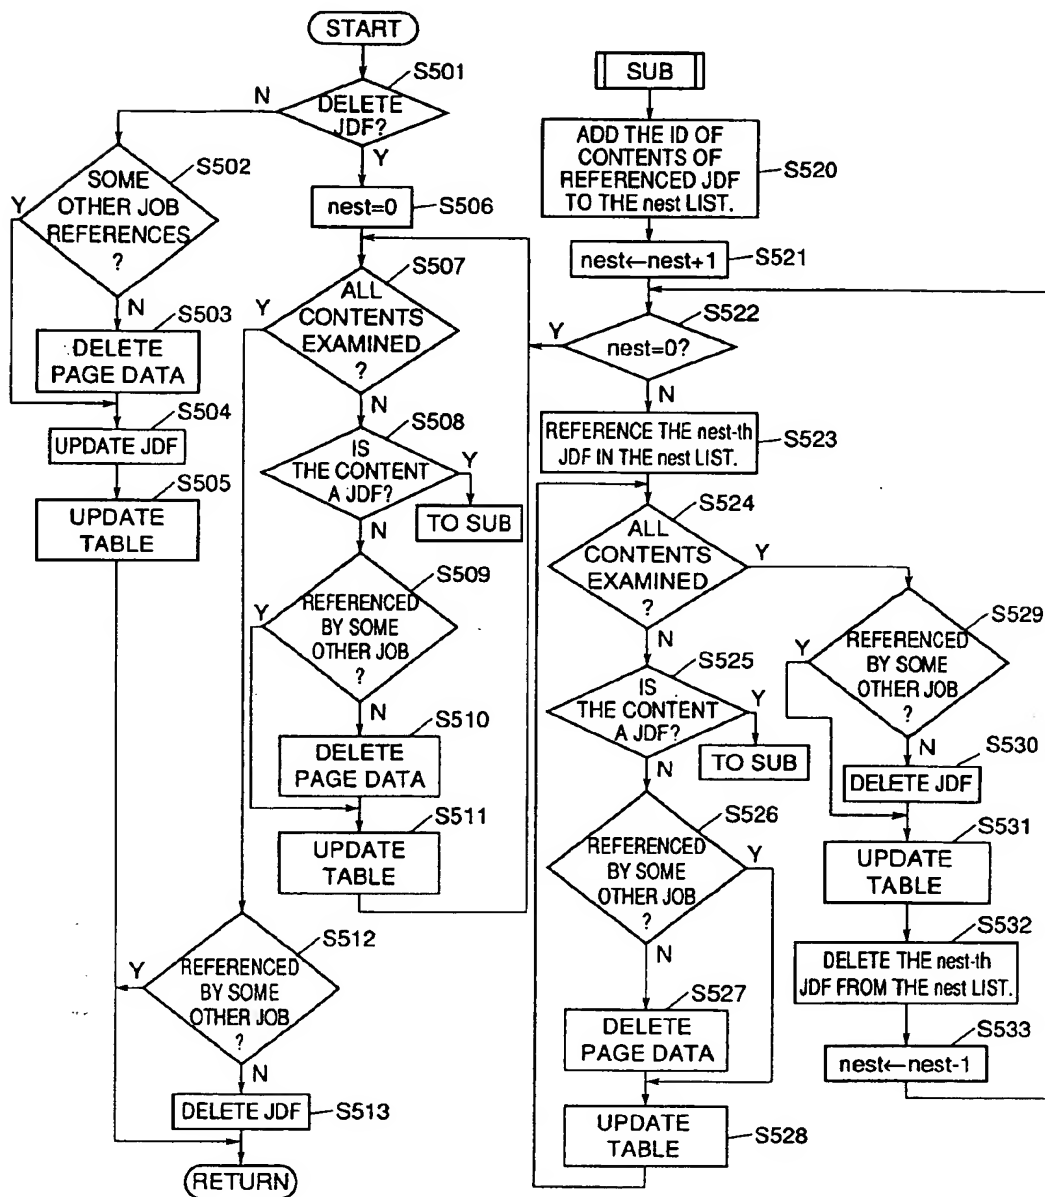 START
S501
N
DELETE
JDF?
Y
S502
SOME
OTHER JOB
REFERENCES
?
Y
N
S503
DELETE
PAGE DATA
S504
UPDATE JDF
S505
UPDATE
TABLE
nest=0
S506
S507
ALL
CONTENTS
EXAMINED
?
Y
N
S508
IS
THE CONTENT
A JDF?
Y
TO SUB
N
S509
REFERENCED
BY SOME
OTHER JOB
?
Y
N
S510
DELETE
PAGE DATA
S511
UPDATE
TABLE
S512
REFERENCED
BY SOME
OTHER JOB
?
Y
N
DELETE JDF
S513
RETURN
SUB
ADD THE ID OF
CONTENTS OF
REFERENCED JDF
TO THE nest LIST.
S520
nest←nest+1
S521
S522
nest=0?
Y
N
REFERENCE THE nest-th
JDF IN THE nest LIST.
S523
S524
ALL
CONTENTS
EXAMINED
?
Y
N
S525
IS
THE CONTENT
A JDF?
Y
TO SUB
N
S526
REFERENCED
BY SOME
OTHER JOB
?
Y
N
S527
DELETE
PAGE DATA
UPDATE
TABLE
S528
S529
REFERENCED
BY SOME
OTHER JOB
?
Y
N
S530
DELETE JDF
S531
UPDATE
TABLE
S532
DELETE THE nest-th
JDF FROM THE nest LIST.
S533
nest←nest-1